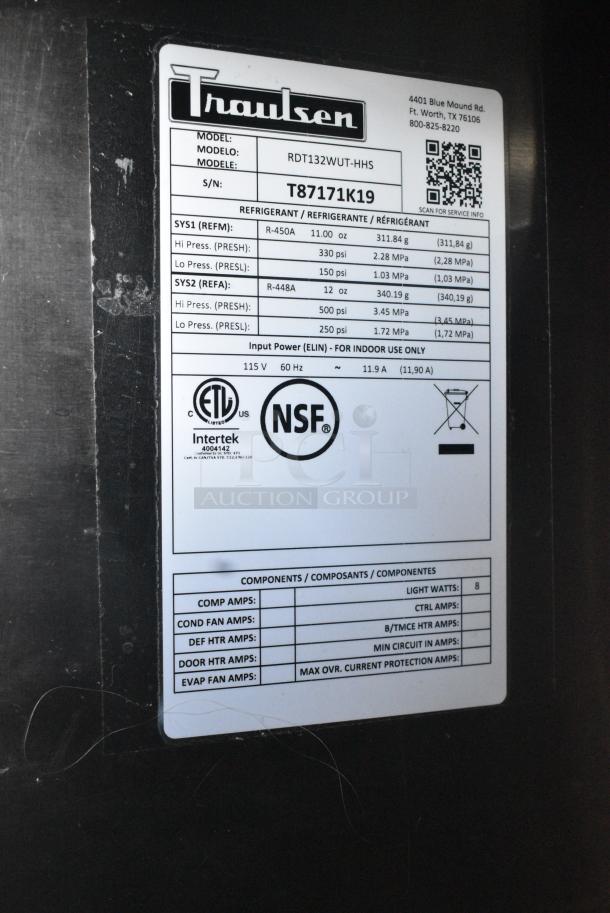 Traulsen
4401 Blue Mound Rd.
Ft. Worth, TX 76106
800-825-8220
MODEL:
MODELO:
MODELE:
RDT132WUT-HHS
S/N:
T87171K19
SCAN FOR SERVICE INFO
REFRIGERANT / REFRIGERANTE / RÉFRIGÉRANT
SYS1 (REFM): R-450A 11.00 oz 311.84 g (311,84 g)
Hi Press. (PRESH): 330 psi 2.28 MPa (2,28 MPa)
Lo Press. (PRESL): 150 psi 1.03 MPa (1,03 MPa)
SYS2 (REFA): R-448A 12 oz 340.19 g (340,19 g)
Hi Press. (PRESH): 500 psi 3.45 MPa (3,45 MPa)
Lo Press. (PRESL): 250 psi 1.72 MPa (1,72 MPa)
Input Power (ELIN) - FOR INDOOR USE ONLY
115 V 60 Hz ~ 11.9 A (11,90 A)
C ETL US
LISTED
Intertek
4004142
NSF®
PCi
AUCTION GROUP
COMPONENTS / COMPOSANTS / COMPONENTES
COMP AMPS: LIGHT WATTS: 8
COND FAN AMPS: CTRL AMPS:
DEF HTR AMPS: B/TMCE HTR AMPS:
DOOR HTR AMPS: MIN CIRCUIT IN AMPS:
EVAP FAN AMPS: MAX OVR. CURRENT PROTECTION AMPS: